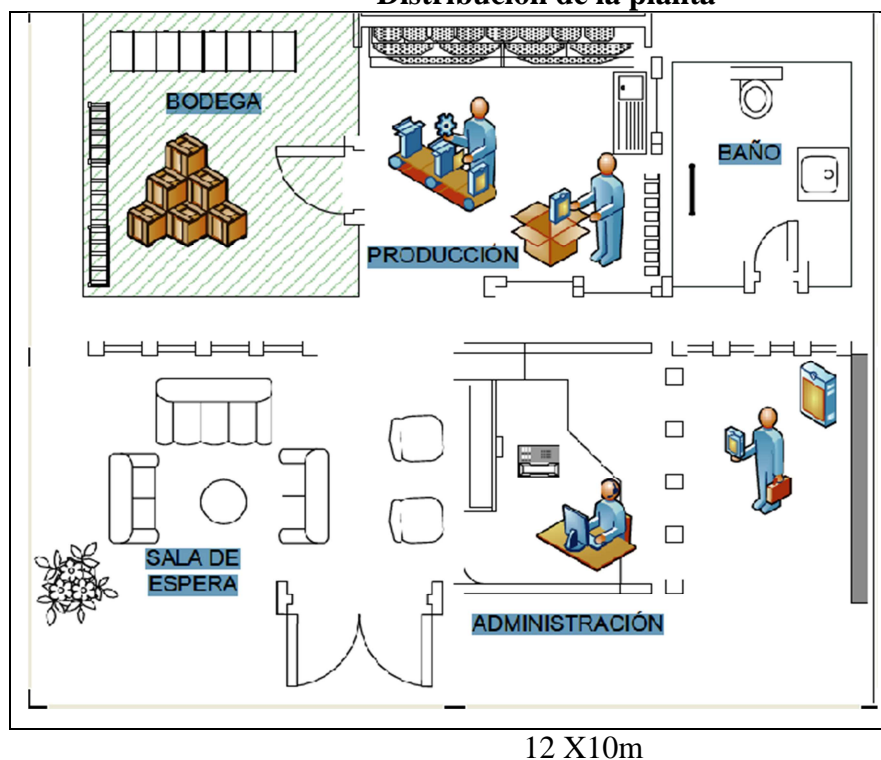 Distribución de la planta
BODEGA
BAÑO
PRODUCCIÓN
SALA DE
ESPERA
ADMINISTRACIÓN
12 X10m